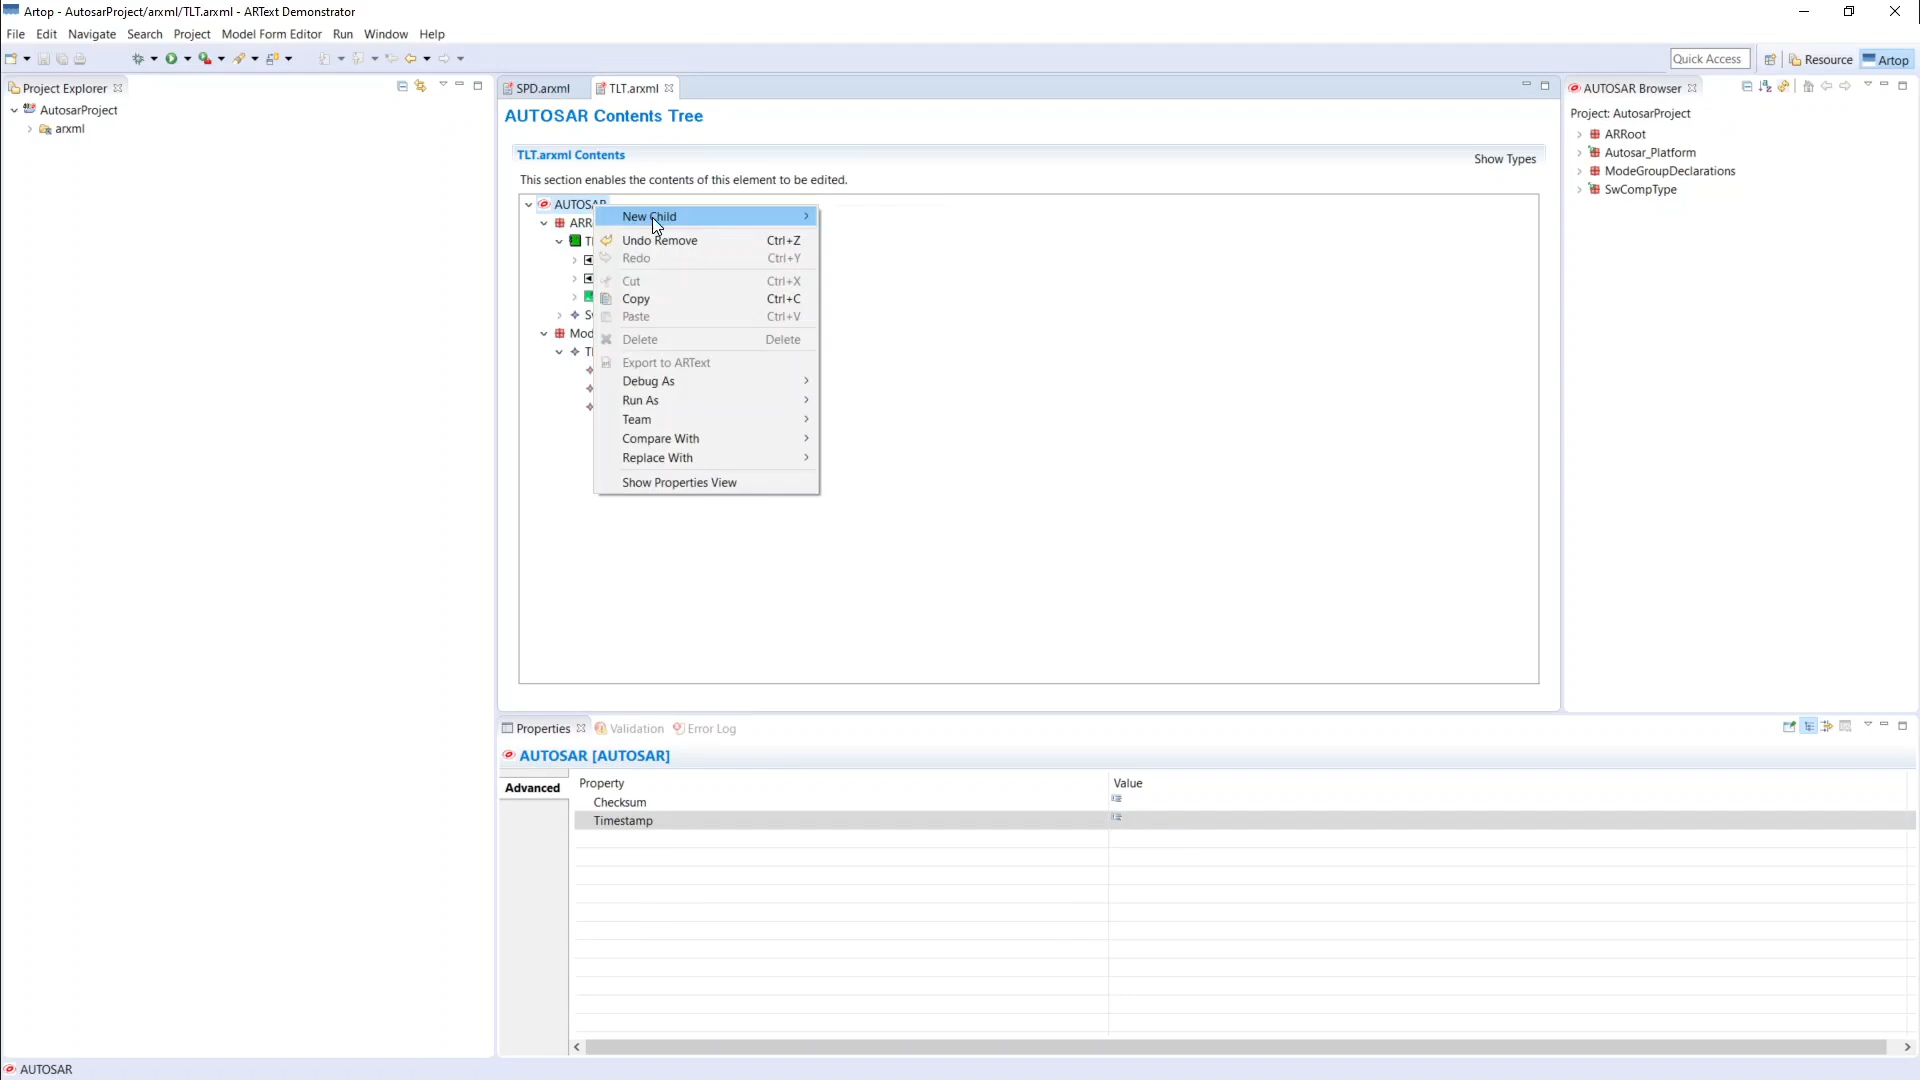 Artop - AutosarProject/arxml/TLT.arxml - ARText Demonstrator
File Edit Navigate Search Project Model Form Editor Run Window Help
Quick Access
Resource
Artop
Project Explorer
AutosarProject
arxml
SPD.arxml
TLT.arxml
AUTOSAR Contents Tree
TLT.arxml Contents
Show Types
This section enables the contents of this element to be edited.
AUTOSAR
ARR
Mod
New Child
Undo Remove Ctrl+Z
Redo Ctrl+Y
Cut Ctrl+X
Copy Ctrl+C
Paste Ctrl+V
Delete Delete
Export to ARText
Debug As
Run As
Team
Compare With
Replace With
Show Properties View
AUTOSAR Browser
Project: AutosarProject
ARRoot
Autosar_Platform
ModeGroupDeclarations
SwCompType
Properties
Validation
Error Log
AUTOSAR [AUTOSAR]
Advanced
Property Value
Checksum
Timestamp
AUTOSAR